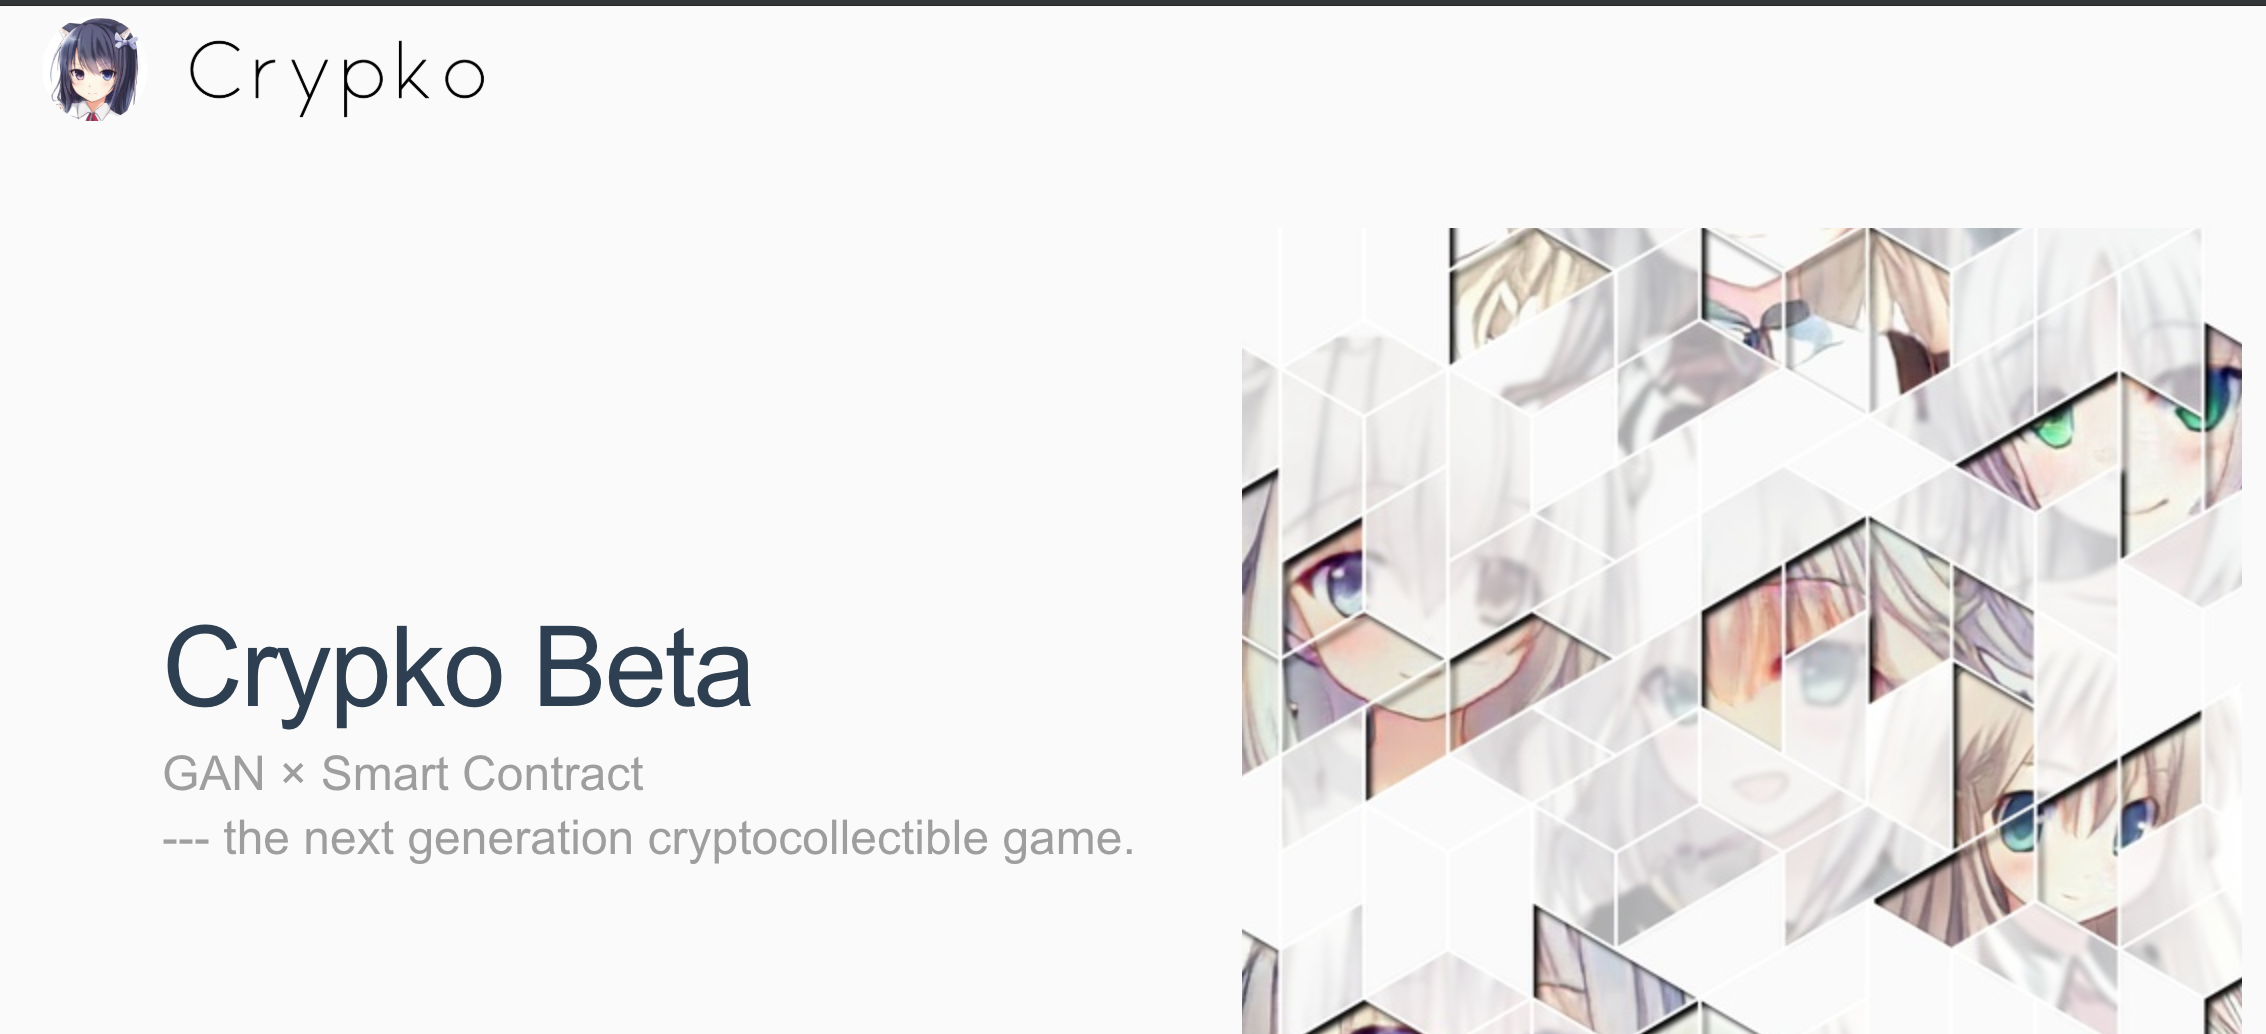 Crypko
Crypko Beta
GAN × Smart Contract
--- the next generation cryptocollectible game.